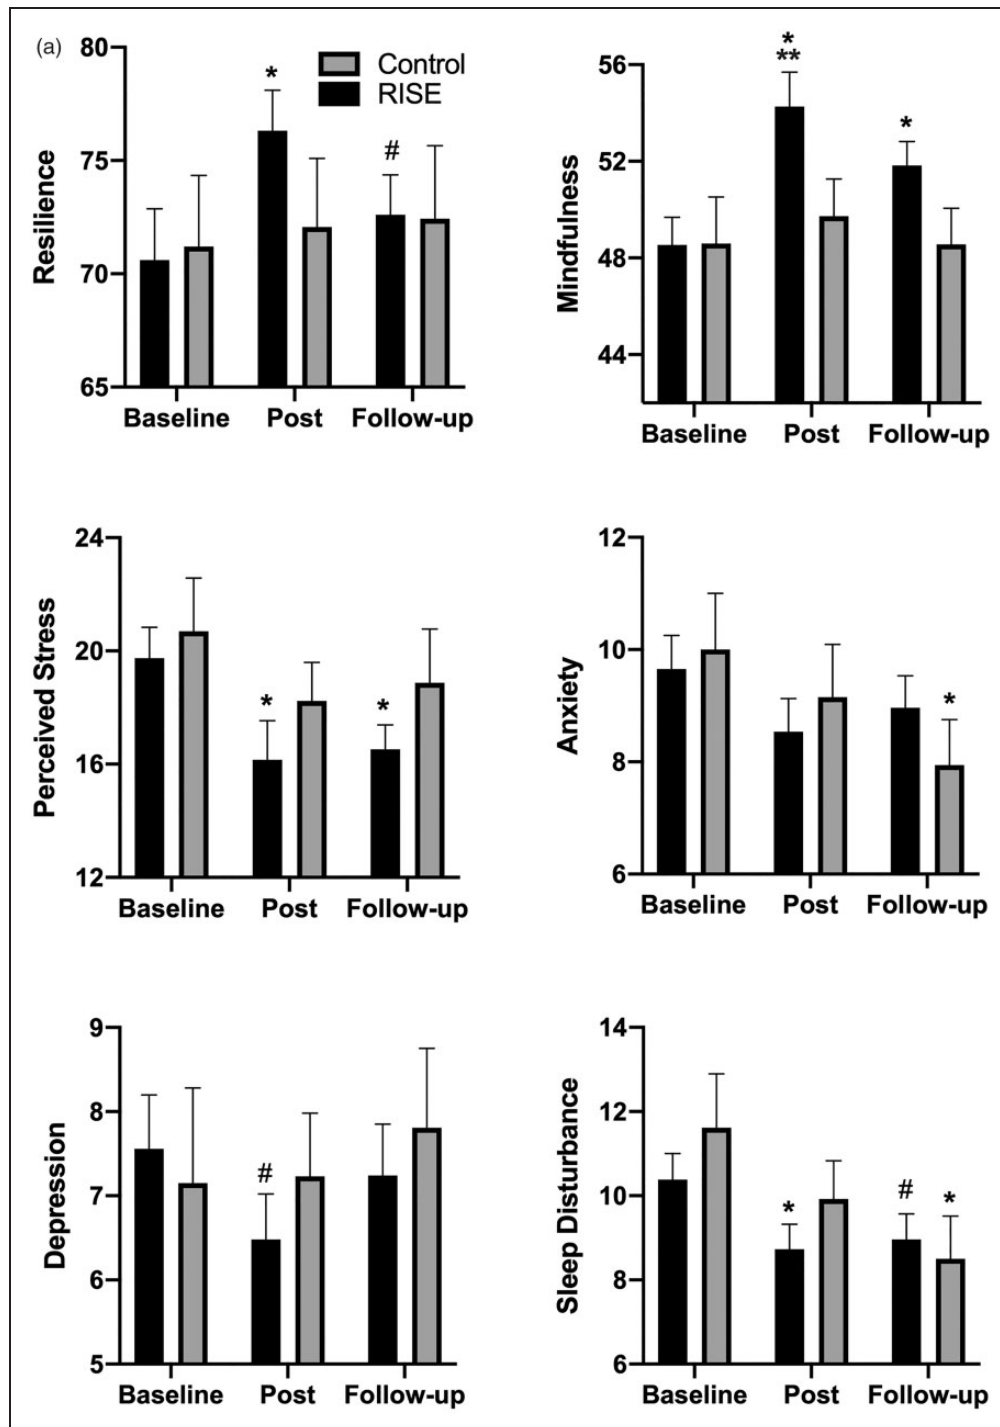 (a)
Control
RISE
Resilience
80
75
70
65
*
#
Baseline Post Follow-up
Mindfulness
56
52
48
44
*
**
*
Baseline Post Follow-up
Perceived Stress
24
20
16
12
*
*
Baseline Post Follow-up
Anxiety
12
10
8
6
*
Baseline Post Follow-up
Depression
9
8
7
6
5
#
Baseline Post Follow-up
Sleep Disturbance
14
12
10
8
6
*
#
*
Baseline Post Follow-up